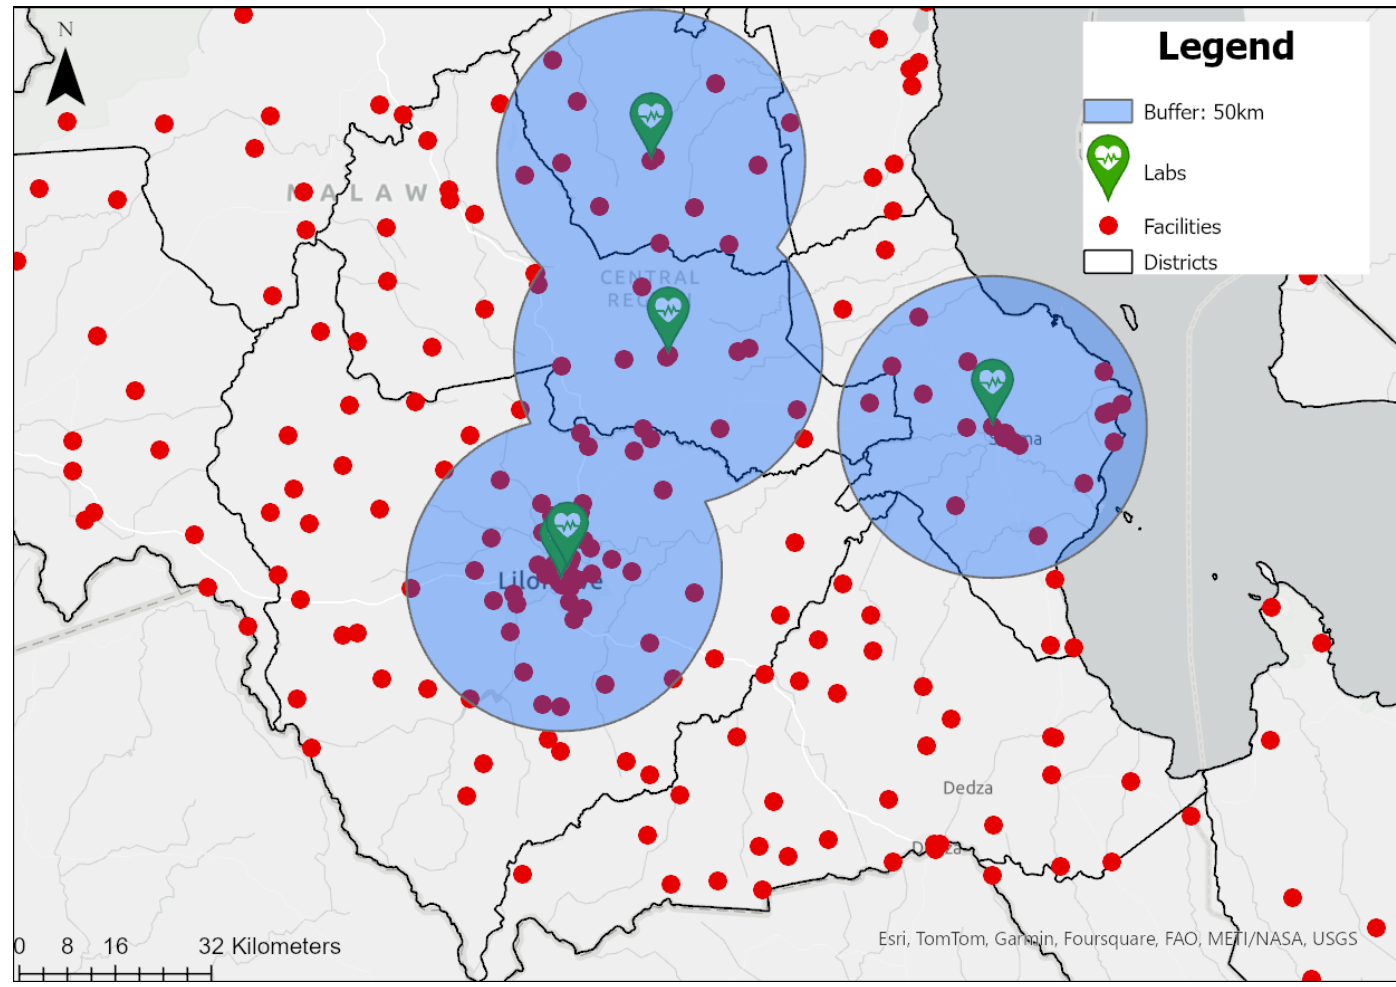 N
Legend
Buffer: 50km
Labs
Facilities
Districts
MALAW
CENTRAL
Dedza
0 8 16 32 Kilometers
Esri, TomTom, Garmin, Foursquare, FAO, METI/NASA, USGS